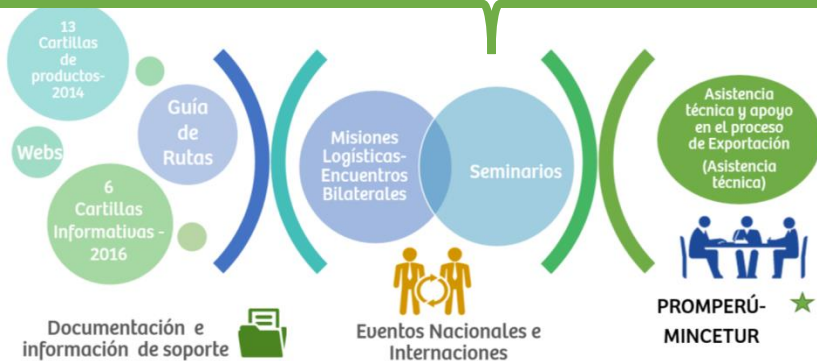 13
Cartillas
de
productos-
2014
Webs
Guía
de
Rutas
6
Cartillas
Informativas -
2016
Misiones
Logísticas-
Encuentros
Bilaterales
Seminarios
Asistencia
técnica y apoyo
en el proceso
de Exportación
(Asistencia
técnica)
Documentación e
información de soporte
Eventos Nacionales e
Internaciones
PROMPERÚ-
MINCETUR